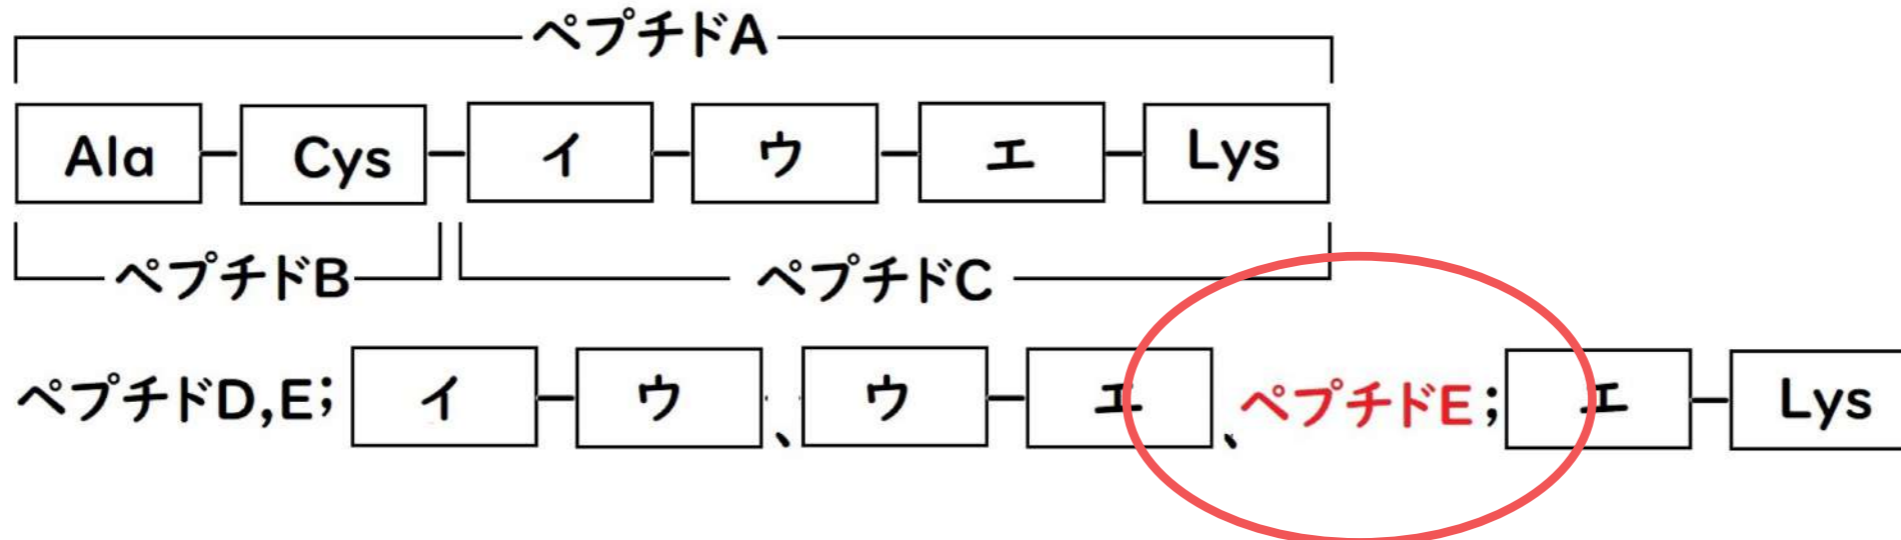 ペプチドA
Ala Cys イ ウ エ Lys
ペプチドB ペプチドC
ペプチドD,E; イ ウ 、 ウ エ 、 ペプチドE; エ Lys